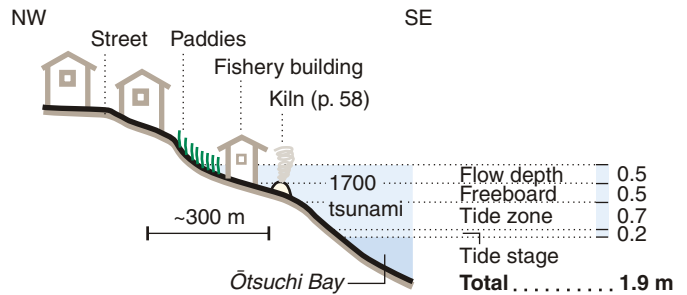 NW
SE
Street
Paddies
Fishery building
Kiln (p. 58)
1700
tsunami
~300 m
Ōtsuchi Bay
Flow depth 0.5
Freeboard 0.5
Tide zone 0.7
0.2
Tide stage
Total . . . . . . . . . . 1.9 m